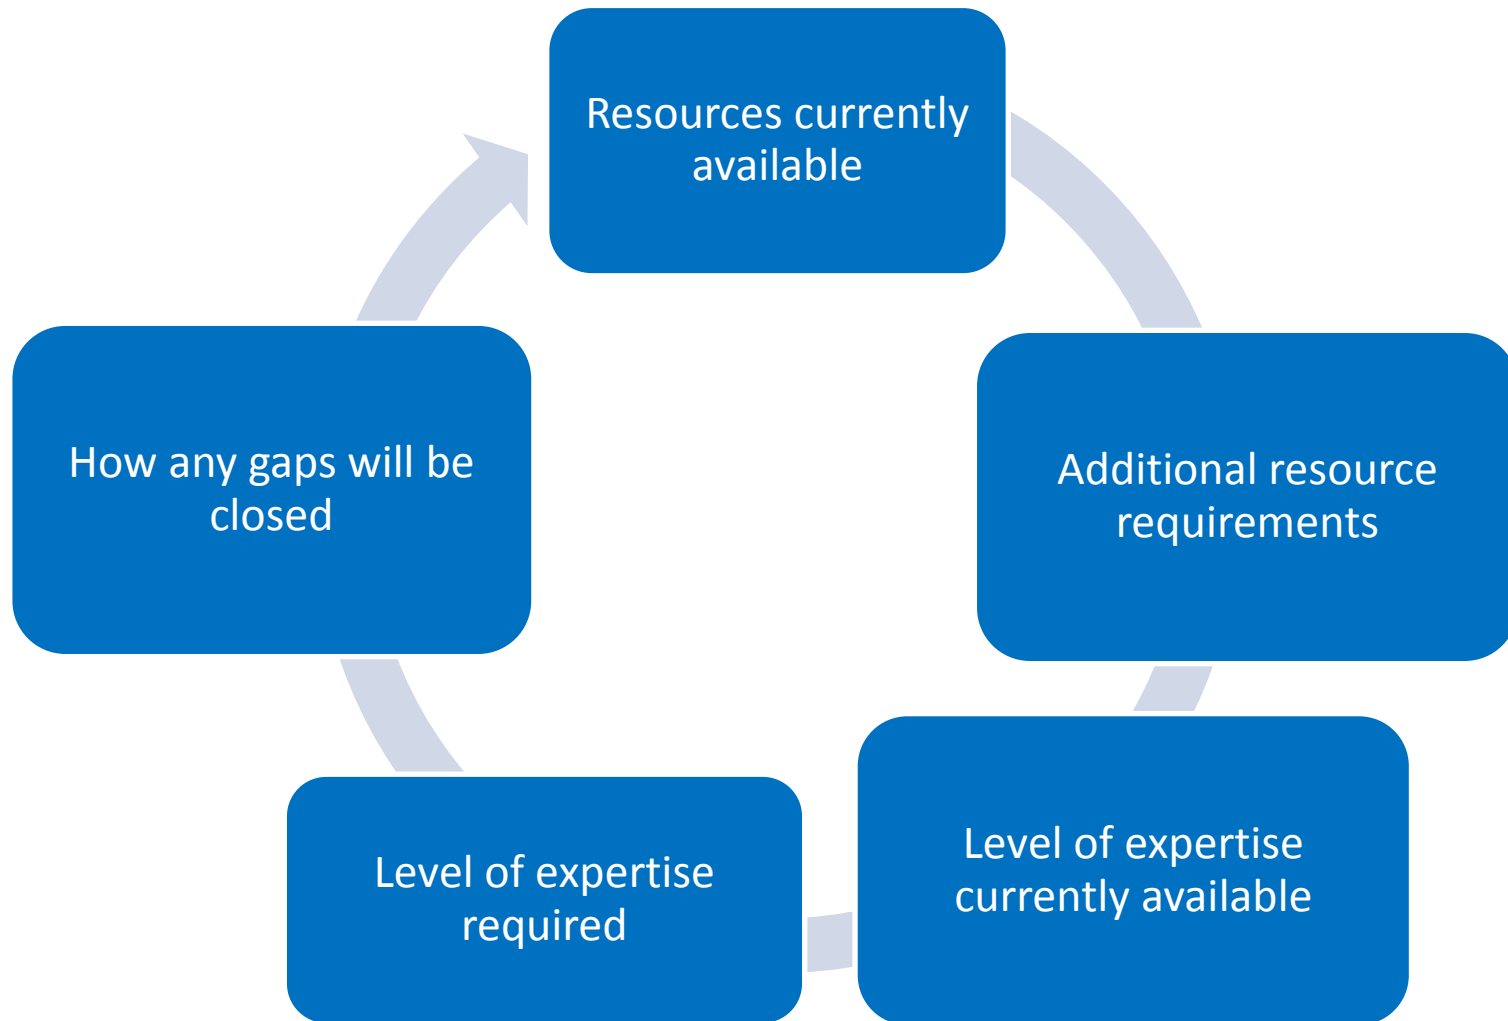 Resources currently
available
Additional resource
requirements
Level of expertise
currently available
Level of expertise
required
How any gaps will be
closed